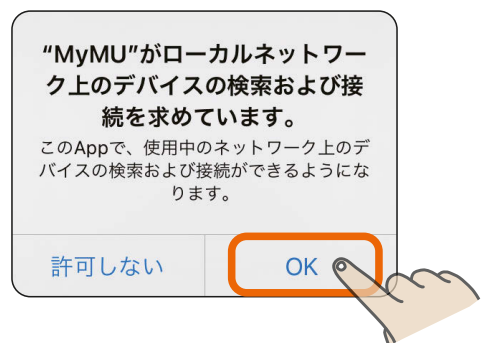 “MyMU”がローカルネットワー
ク上のデバイスの検索および接
続を求めています。
このAppで、使用中のネットワーク上のデ
バイスの検索および接続ができるようにな
ります。
許可しない
OK